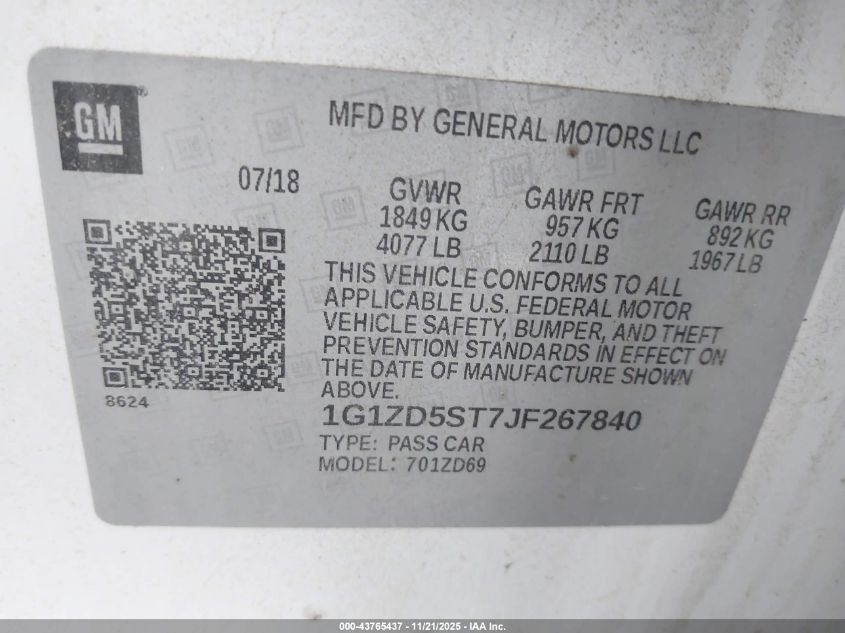 GM
MFD BY GENERAL MOTORS LLC
07/18
GVWR
1849 KG
4077 LB
GAWR FRT
957 KG
2110 LB
GAWR RR
892 KG
1967 LB
THIS VEHICLE CONFORMS TO ALL
APPLICABLE U.S. FEDERAL MOTOR
VEHICLE SAFETY, BUMPER, AND THEFT
PREVENTION STANDARDS IN EFFECT ON
THE DATE OF MANUFACTURE SHOWN
ABOVE.
8624
1G1ZD5ST7JF267840
TYPE: PASS CAR
MODEL: 701ZD69
000-43765437 - 11/21/2025 - IAA Inc.